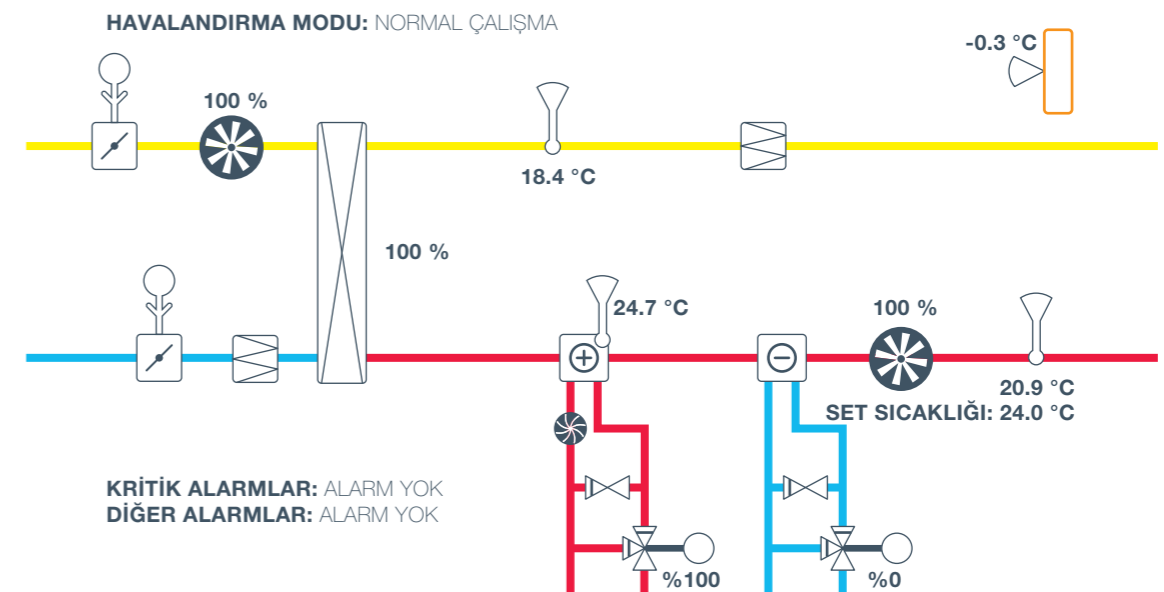 HAVALANDIRMA MODU: NORMAL ÇALIŞMA
-0.3 °C
100 %
18.4 °C
100 %
24.7 °C
100 %
20.9 °C
SET SICAKLIĞI: 24.0 °C
KRİTİK ALARMLAR: ALARM YOK
DİĞER ALARMLAR: ALARM YOK
%100
%0